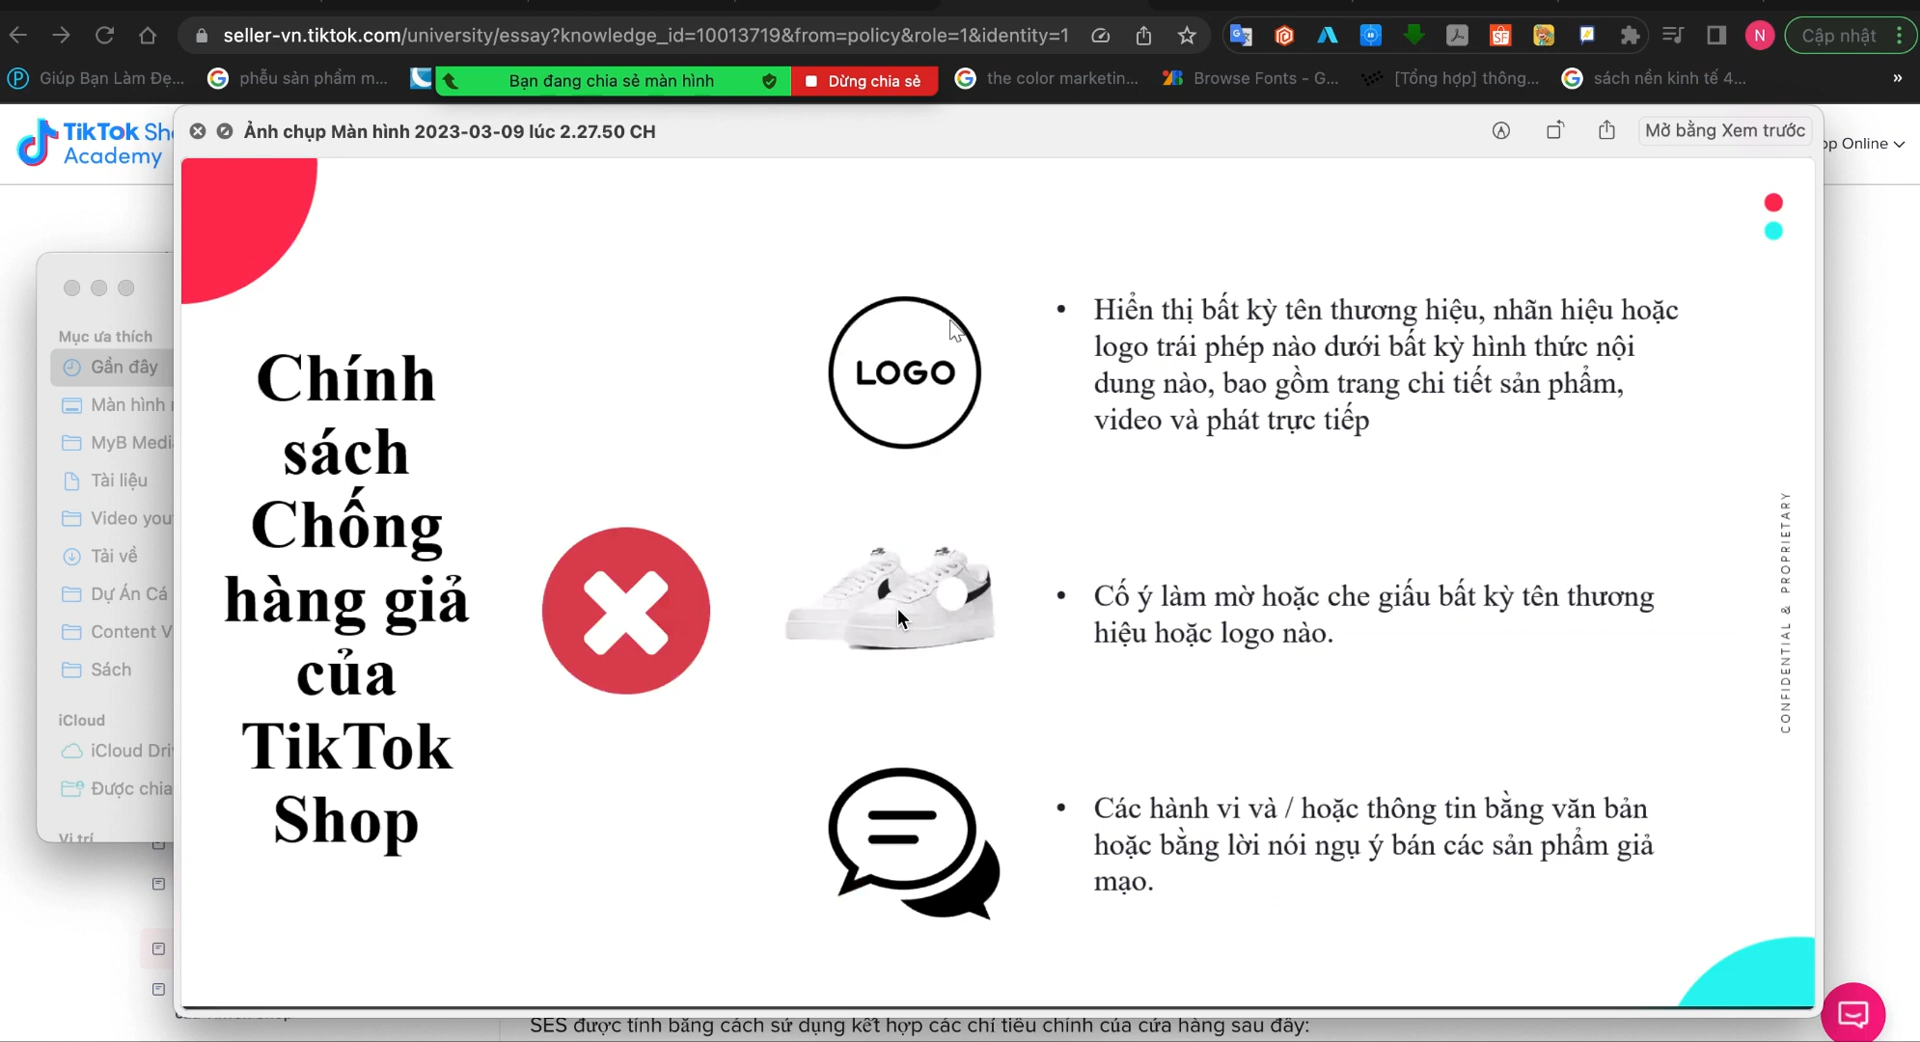 seller-vn.tiktok.com/university/essay?knowledge_id=10013719&from=policy&role=1&identity=1
N
Cập nhật
Giúp Bạn Làm Đẹ...
phễu sản phẩm m...
Bạn đang chia sẻ màn hình
Dừng chia sẻ
the color marketin...
Browse Fonts - G...
[Tổng hợp] thông...
sách nền kinh tế 4...
»
TikTok Sho
Academy
Ảnh chụp Màn hình 2023-03-09 lúc 2.27.50 CH
Mở bằng Xem trước
op Online
Mục ưa thích
Gần đây
Màn hình
MyB Medi
Tài liệu
Video you
Tải về
Dự Án Cá
Content V
Sách
iCloud
iCloud Dri
Được chia
Vị trí
Chính
sách
Chống
hàng giả
của
TikTok
Shop
LOGO
• Hiển thị bất kỳ tên thương hiệu, nhãn hiệu hoặc
logo trái phép nào dưới bất kỳ hình thức nội
dung nào, bao gồm trang chi tiết sản phẩm,
video và phát trực tiếp
• Cố ý làm mờ hoặc che giấu bất kỳ tên thương
hiệu hoặc logo nào.
• Các hành vi và / hoặc thông tin bằng văn bản
hoặc bằng lời nói ngụ ý bán các sản phẩm giả
mạo.
CONFIDENTIAL & PROPRIETARY
SES được tính bằng cách sử dụng kết hợp các chỉ tiêu chính của cửa hàng sau đây: